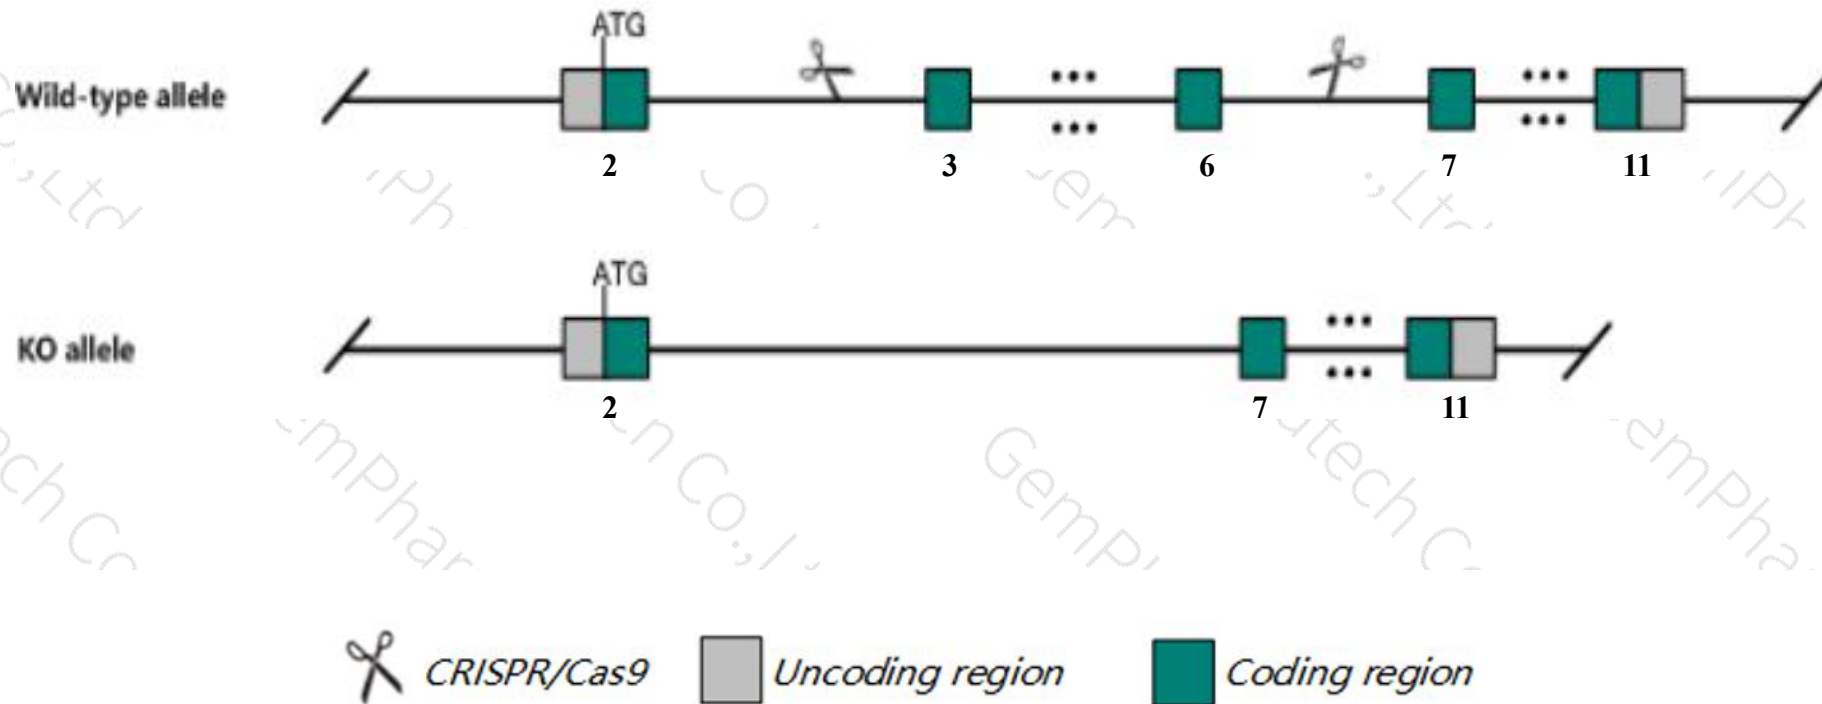 ATG
Wild-type allele
2 3 6 7 11
ATG
KO allele
2 7 11
GemP
CRISPR/Cas9 Uncoding region Coding region